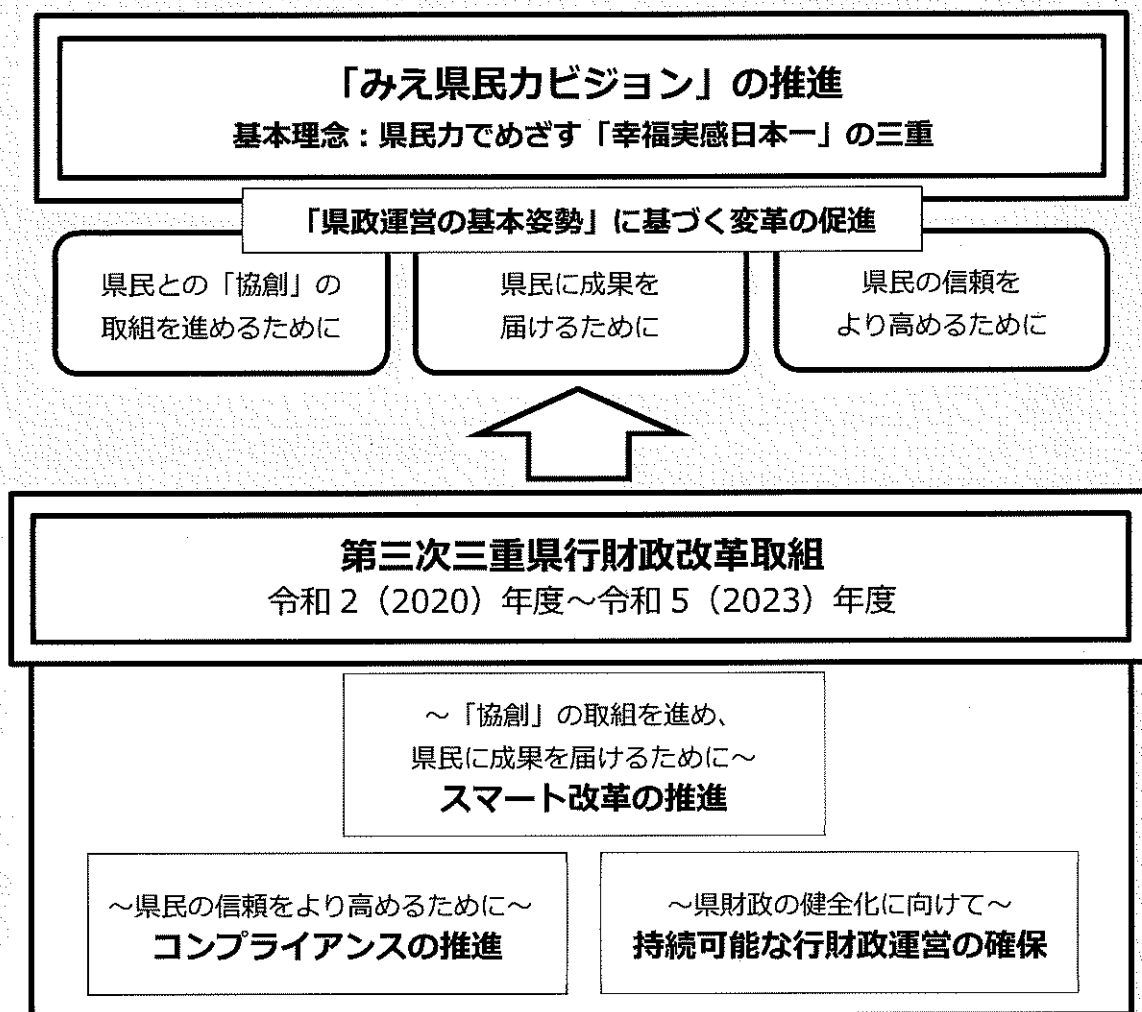 「みえ県民力ビジョン」の推進
基本理念：県民力でめざす「幸福実感日本一」の三重
「県政運営の基本姿勢」に基づく変革の促進
県民との「協創」の
取組を進めるために
県民に成果を
届けるために
県民の信頼を
より高めるために
第三次三重県行財政改革取組
令和２（2020）年度～令和５（2023）年度
～「協創」の取組を進め、
県民に成果を届けるために～
スマート改革の推進
～県民の信頼をより高めるために～
コンプライアンスの推進
～県財政の健全化に向けて～
持続可能な行財政運営の確保